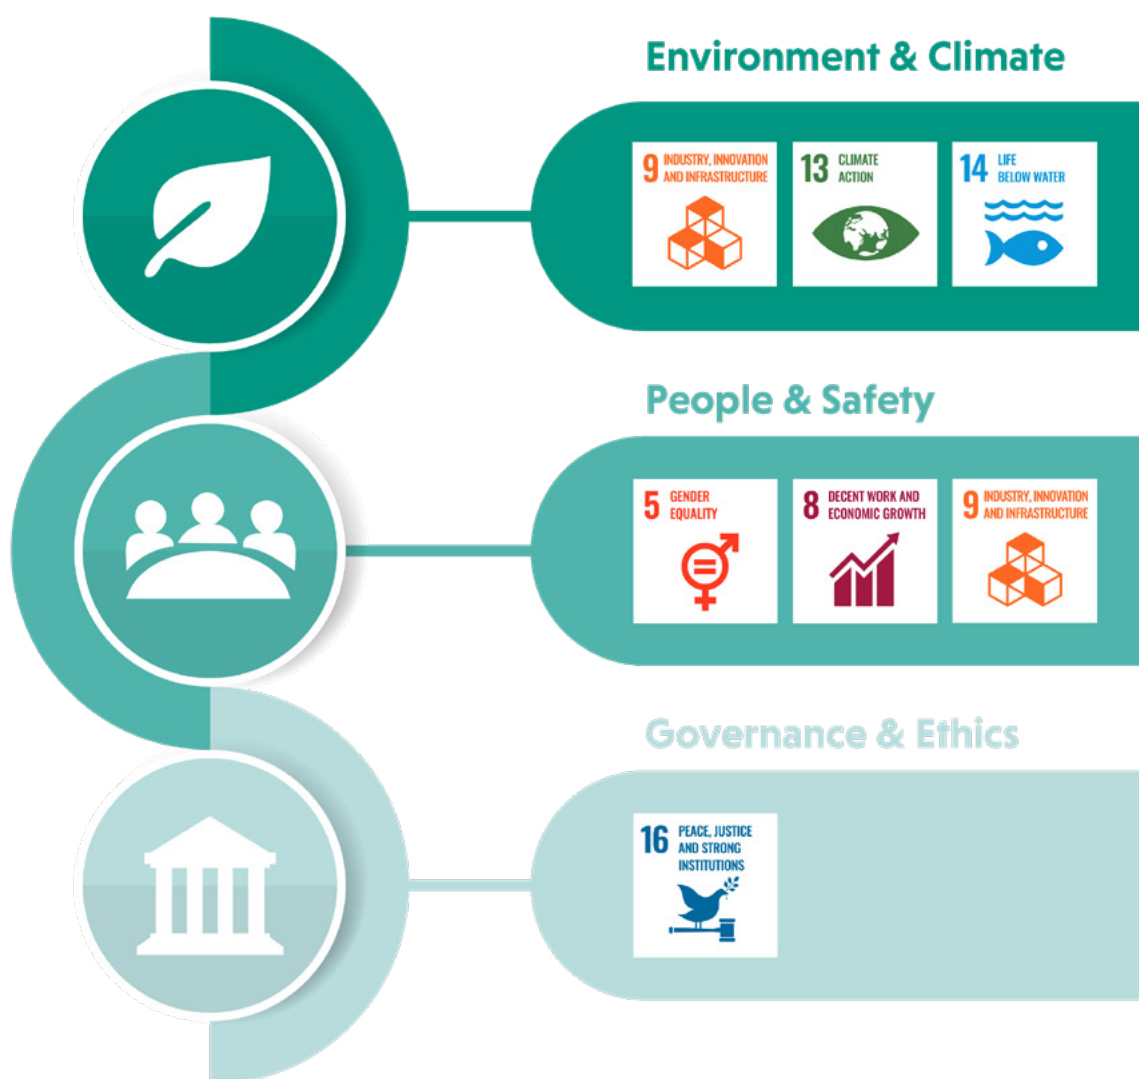 Environment & Climate
9 INDUSTRY, INNOVATION
AND INFRASTRUCTURE
13 CLIMATE
ACTION
14 LIFE
BELOW WATER
People & Safety
5 GENDER
EQUALITY
8 DECENT WORK AND
ECONOMIC GROWTH
9 INDUSTRY, INNOVATION
AND INFRASTRUCTURE
Governance & Ethics
16 PEACE, JUSTICE
AND STRONG
INSTITUTIONS